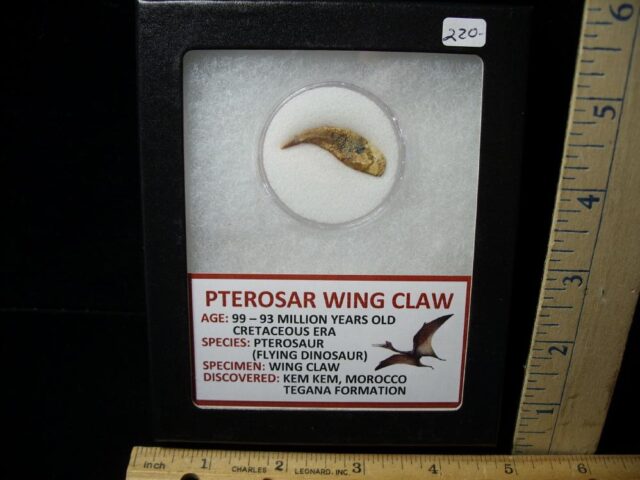 220-
PTEROSAR WING CLAW
AGE: 99 – 93 MILLION YEARS OLD
CRETACEOUS ERA
SPECIES: PTEROSAUR
(FLYING DINOSAUR)
SPECIMEN: WING CLAW
DISCOVERED: KEM KEM, MOROCCO
TEGANA FORMATION
6
5
4
3
2
1
inch 1 2 3 4 5 6
CHARLES LEONARD, INC